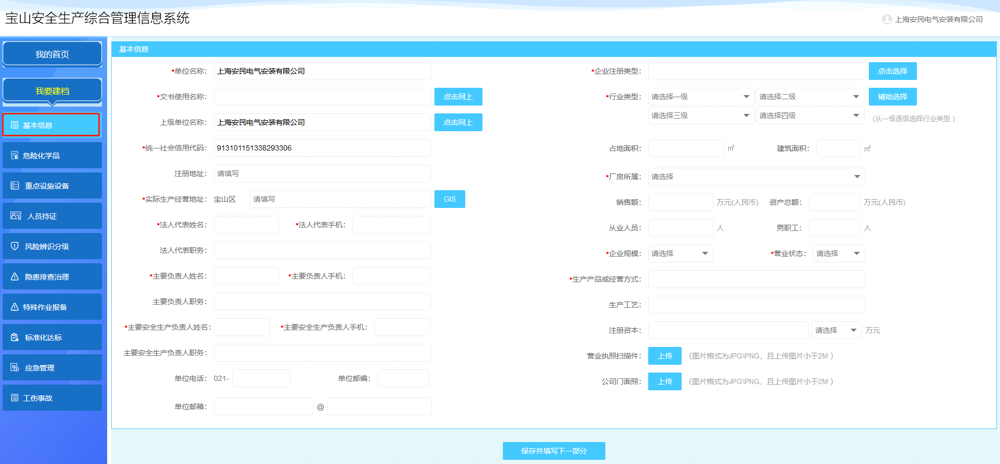 宝山安全生产综合管理信息系统
上海安民电气安装有限公司
我的首页
我要建档
基本信息
危险化学品
重点设施设备
人员持证
风险辨识分级
隐患排查治理
特殊作业报备
标准化达标
应急管理
工伤事故
基本信息
*单位名称： 上海安民电气安装有限公司
*文书使用名称： 点击同上
上级单位名称： 上海安民电气安装有限公司 点击同上
*统一社会信用代码： 913101151338293306
注册地址： 请填写
*实际生产经营地址： 宝山区 请填写 GIS
*法人代表姓名： *法人代表手机：
法人代表职务：
*主要负责人姓名： *主要负责人手机：
主要负责人职务：
*主要安全生产负责人姓名： *主要安全生产负责人手机：
主要安全生产负责人职务：
单位电话： 021- 单位邮编：
单位邮箱： @
*企业注册类型： 点击选择
*行业类型： 请选择一级 请选择二级 辅助选择
请选择三级 请选择四级 （从一级逐级选择行业类型 ）
占地面积： ㎡ 建筑面积： ㎡
*厂房所属： 请选择
销售额： 万元(人民币) 资产总额： 万元(人民币)
从业人员： 人 男职工： 人
*企业规模： 请选择 *营业状态： 请选择
*生产产品或经营方式：
生产工艺：
注册资本： 请选择 万元
营业执照扫描件： 上传 （图片格式为JPG\PNG，且上传图片小于2M ）
公司门面照： 上传 （图片格式为JPG\PNG，且上传图片小于2M ）
保存并填写下一部分